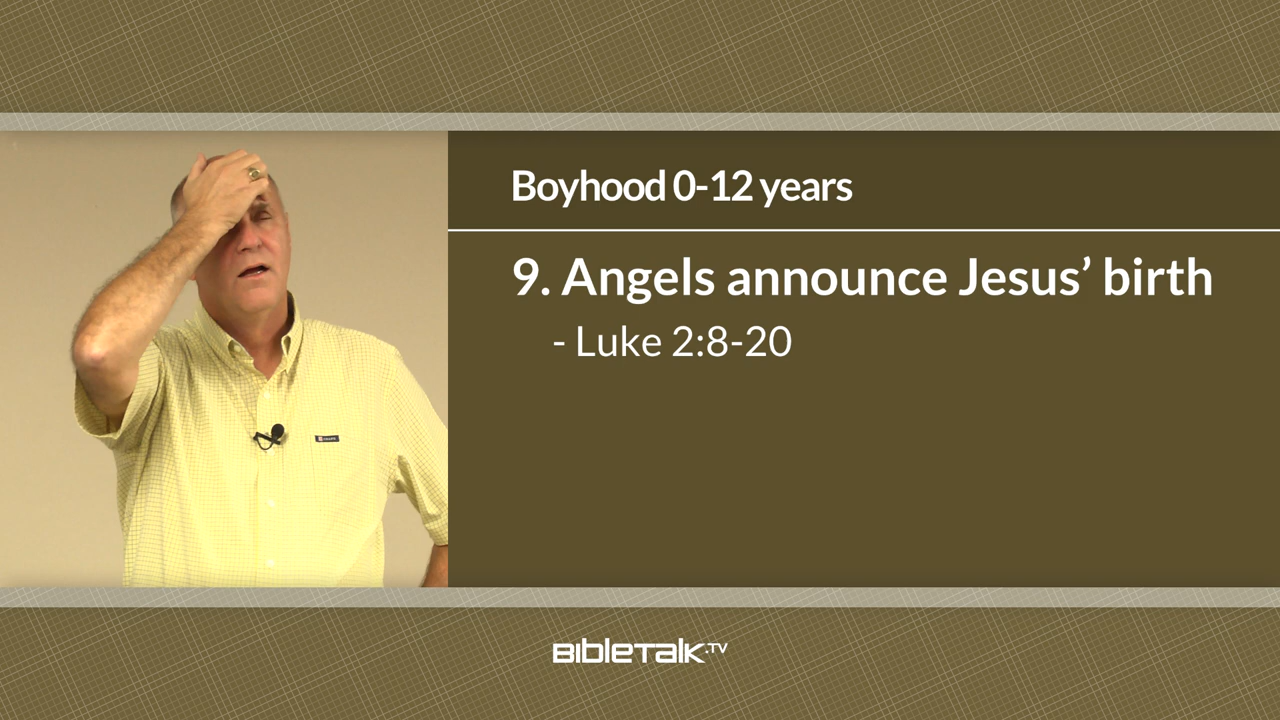 Boyhood 0-12 years
9. Angels announce Jesus’ birth
- Luke 2:8-20
BibleTalk.TV